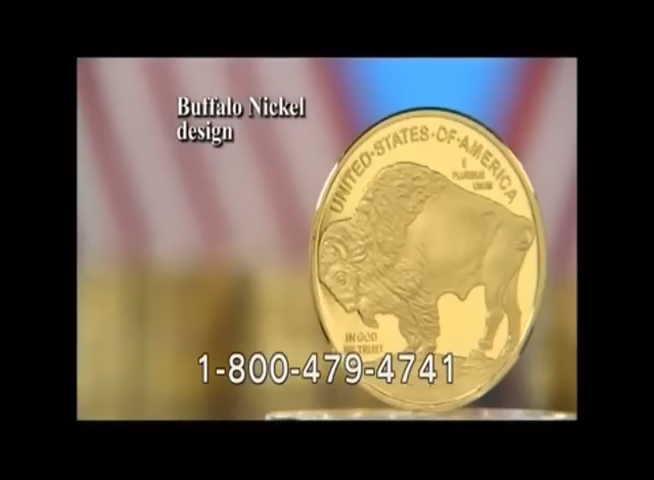 Buffalo Nickel
design
UNITED·STATES·OF·AMERICA
E
PLURIBUS
UNUM
IN GOD
WE TRUST
1-800-479-4741